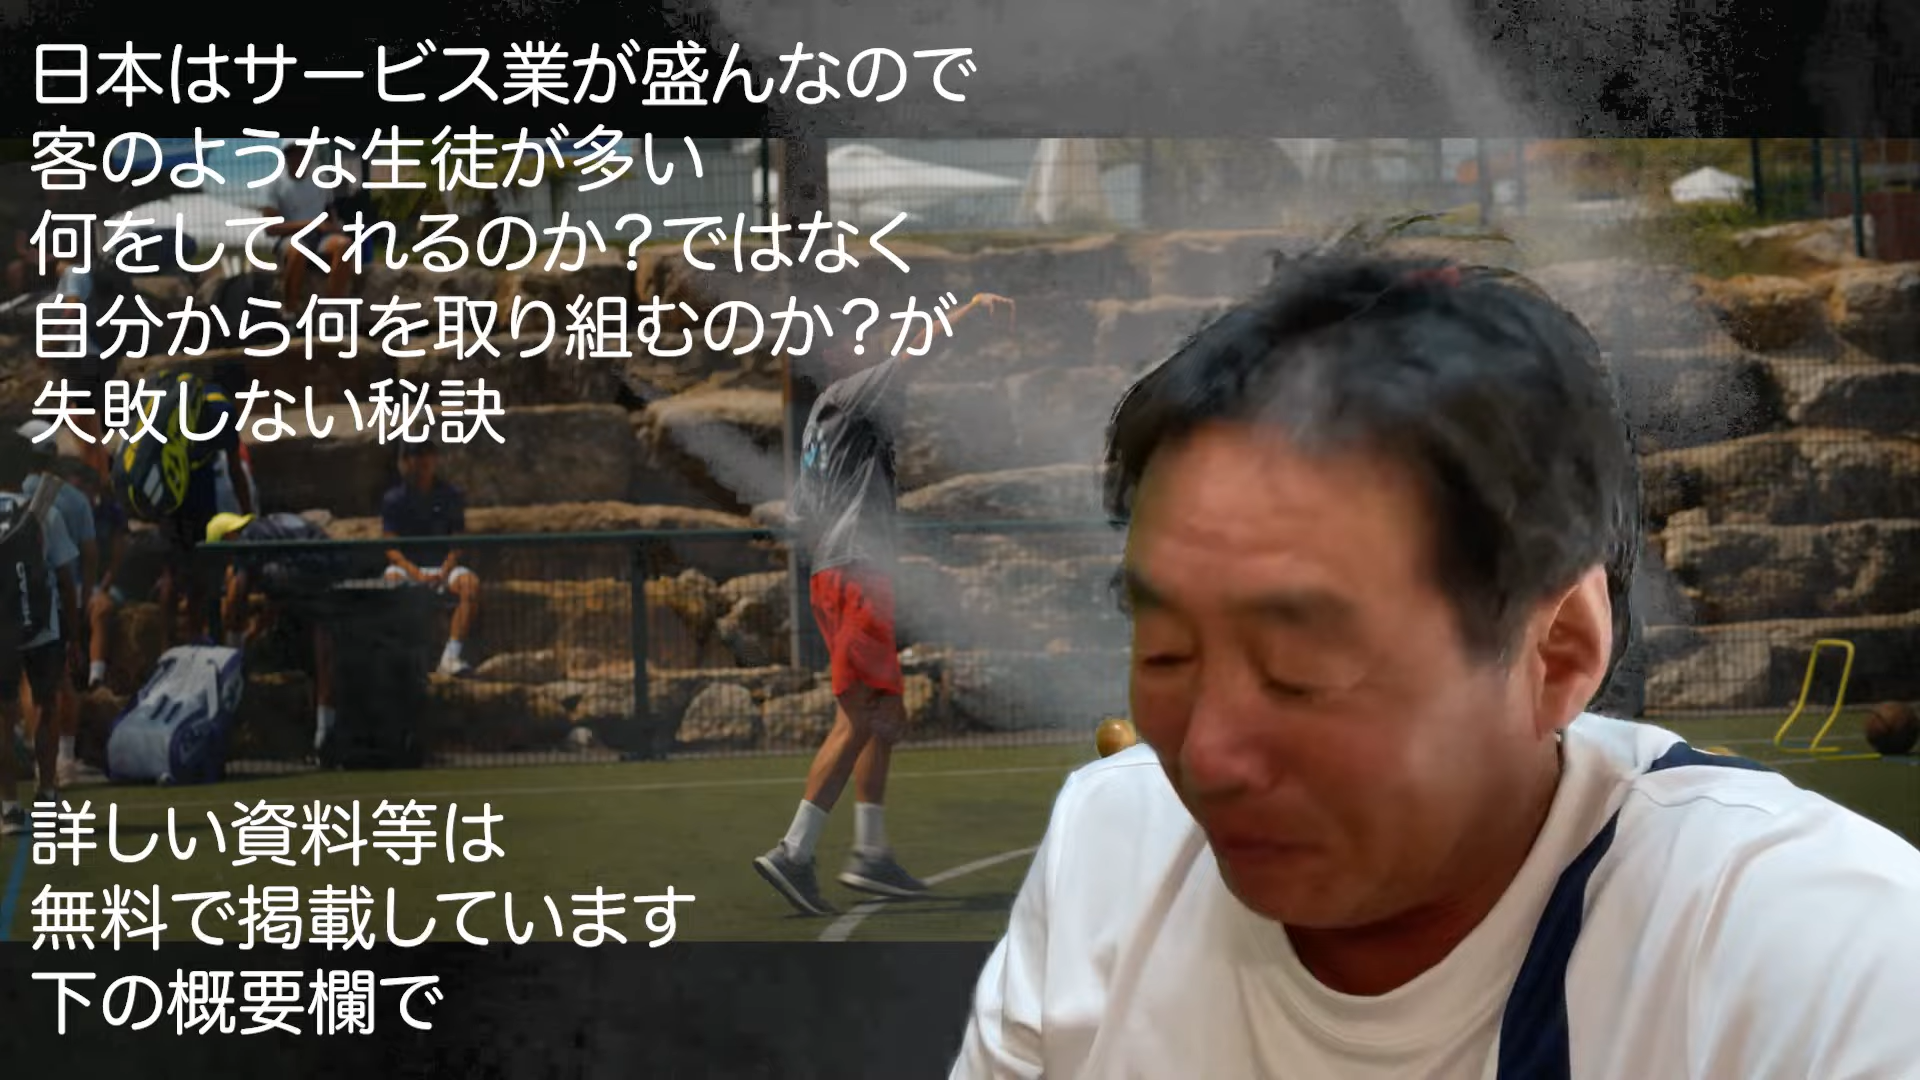 日本はサービス業が盛んなので
客のような生徒が多い
何をしてくれるのか？ではなく
自分から何を取り組むのか？が
失敗しない秘訣
詳しい資料等は
無料で掲載しています
下の概要欄で